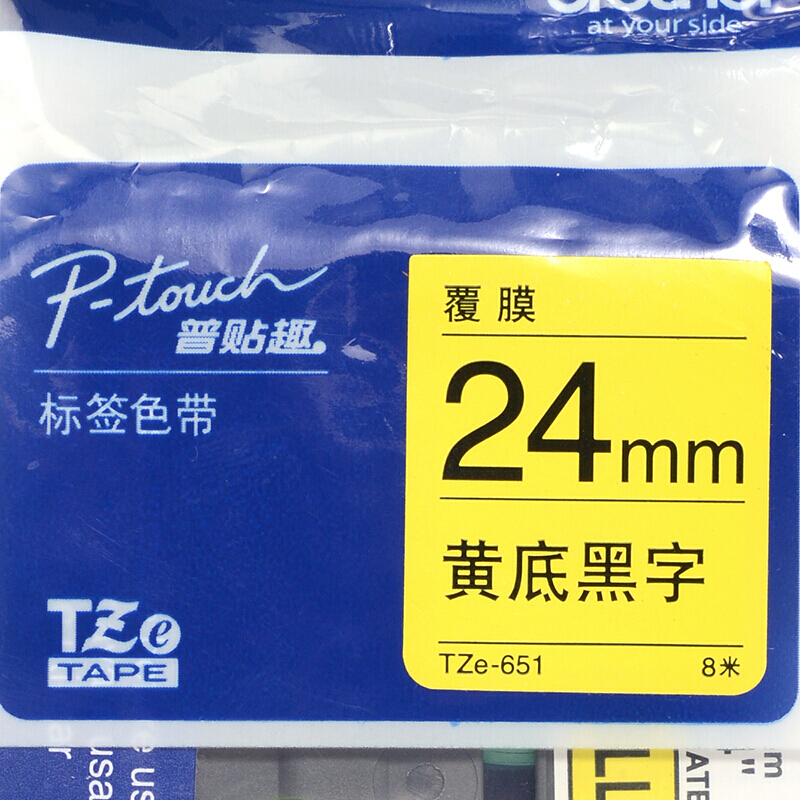 brother
at your side
P-touch
普贴趣®
标签色带
覆膜
24mm
黄底黑字
TZe-651
8米
TZe
TAPE